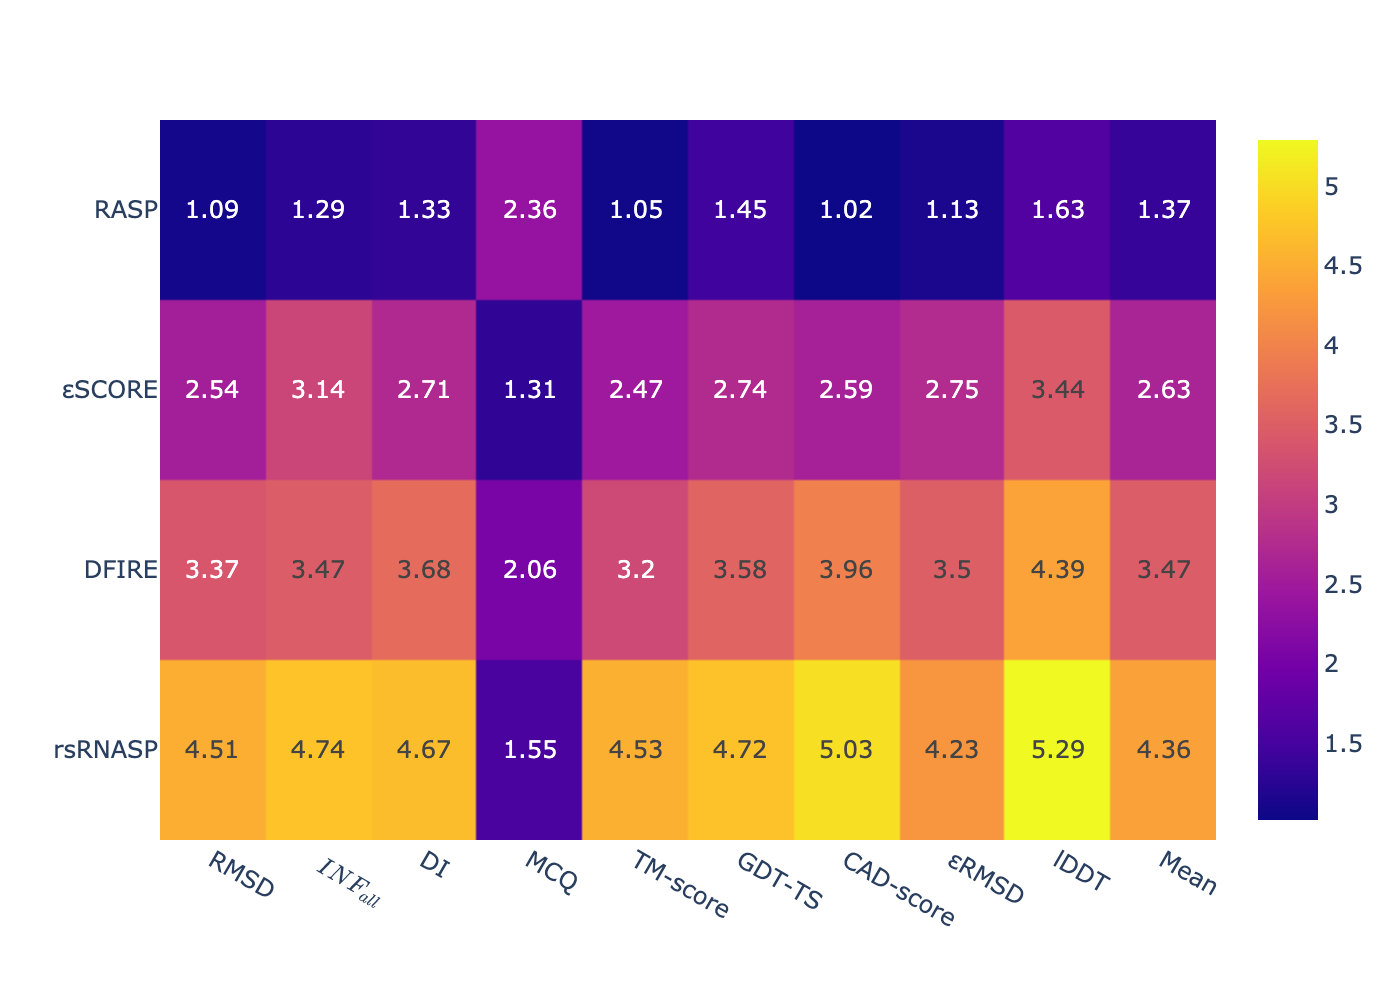 RASP 1.09 1.29 1.33 2.36 1.05 1.45 1.02 1.13 1.63 1.37
εSCORE 2.54 3.14 2.71 1.31 2.47 2.74 2.59 2.75 3.44 2.63
DFIRE 3.37 3.47 3.68 2.06 3.2 3.58 3.96 3.5 4.39 3.47
rsRNASP 4.51 4.74 4.67 1.55 4.53 4.72 5.03 4.23 5.29 4.36
RMSD INF_all DI MCQ TM-score GDT-TS CAD-score εRMSD lDDT Mean
5
4.5
4
3.5
3
2.5
2
1.5